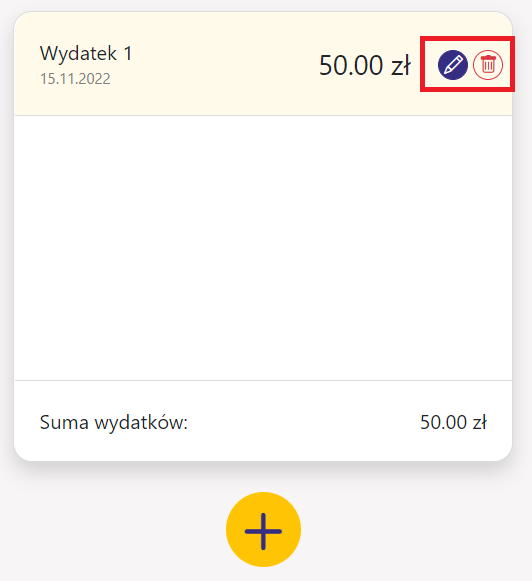 Wydatek 1
50.00 zł
15.11.2022
Suma wydatków: 50.00 zł